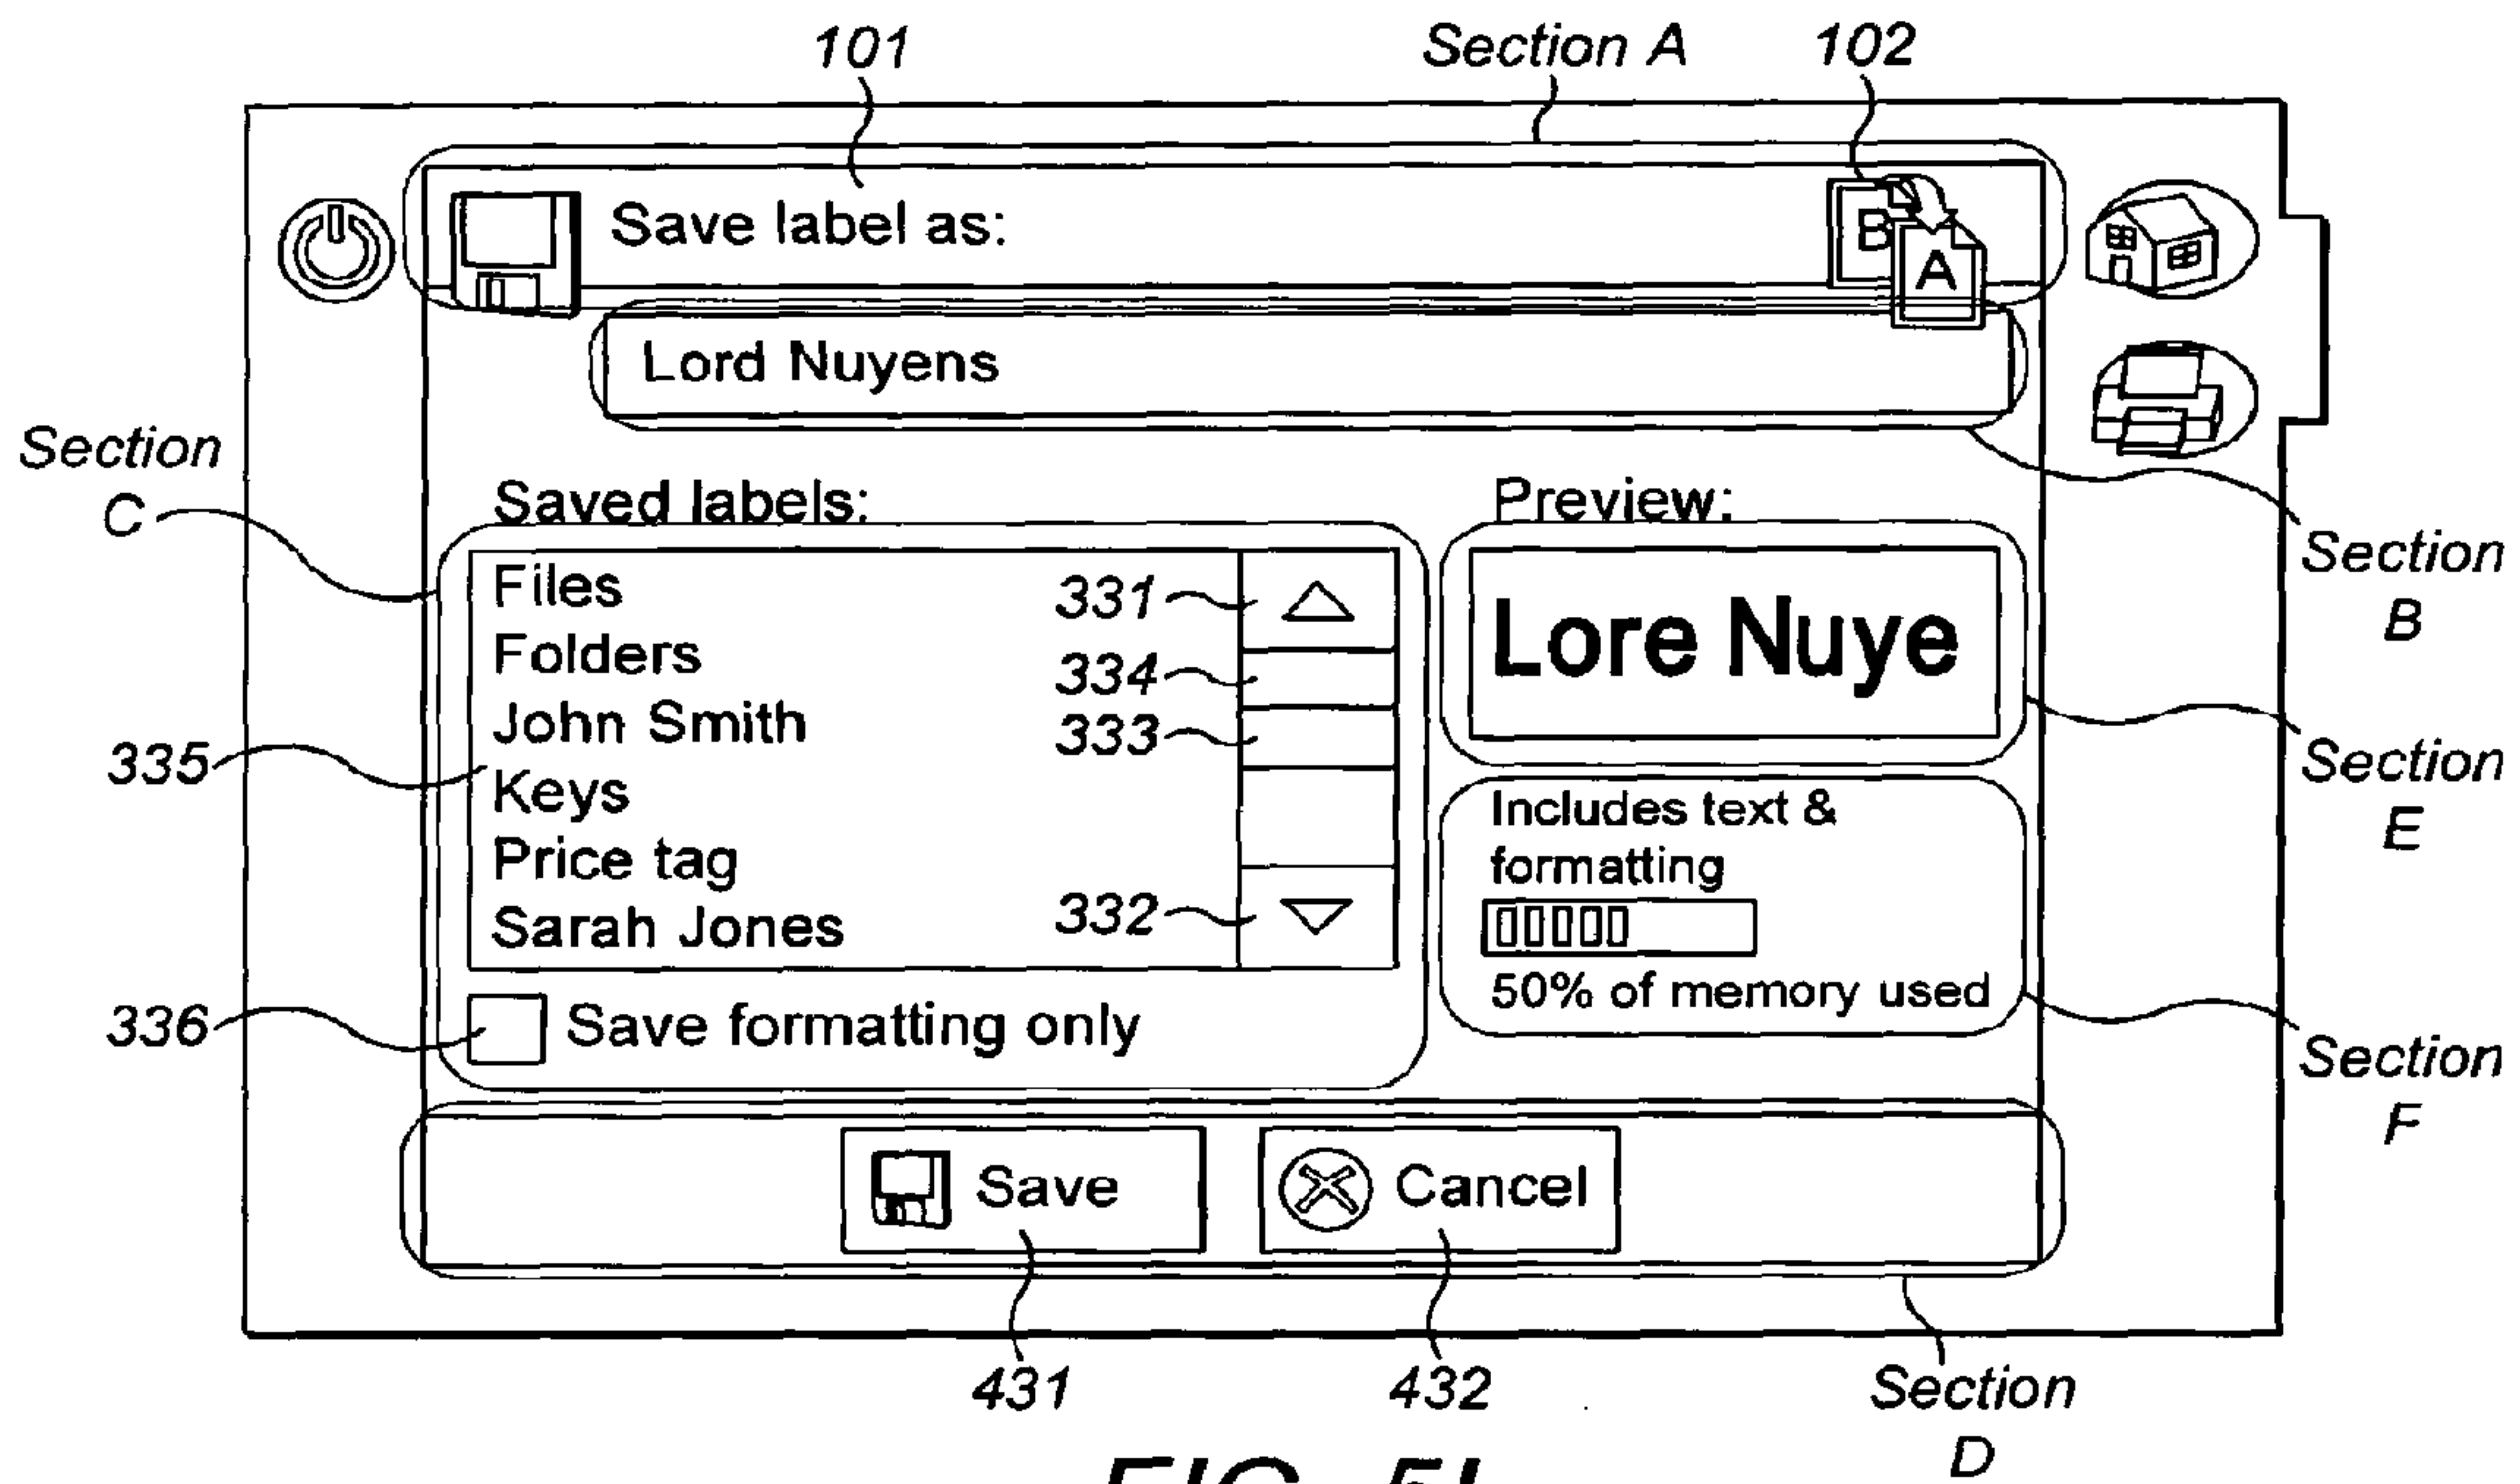 101
Section A
102
Save label as:
B
A
Lord Nuyens
Section
C
Saved labels:
Preview:
Section
B
Files
331
Folders
334
John Smith
333
335
Keys
Price tag
332
Sarah Jones
Lore Nuye
Section
E
Includes text &
formatting
50% of memory used
336
Save formatting only
Section
F
Save
Cancel
431
432
Section
D